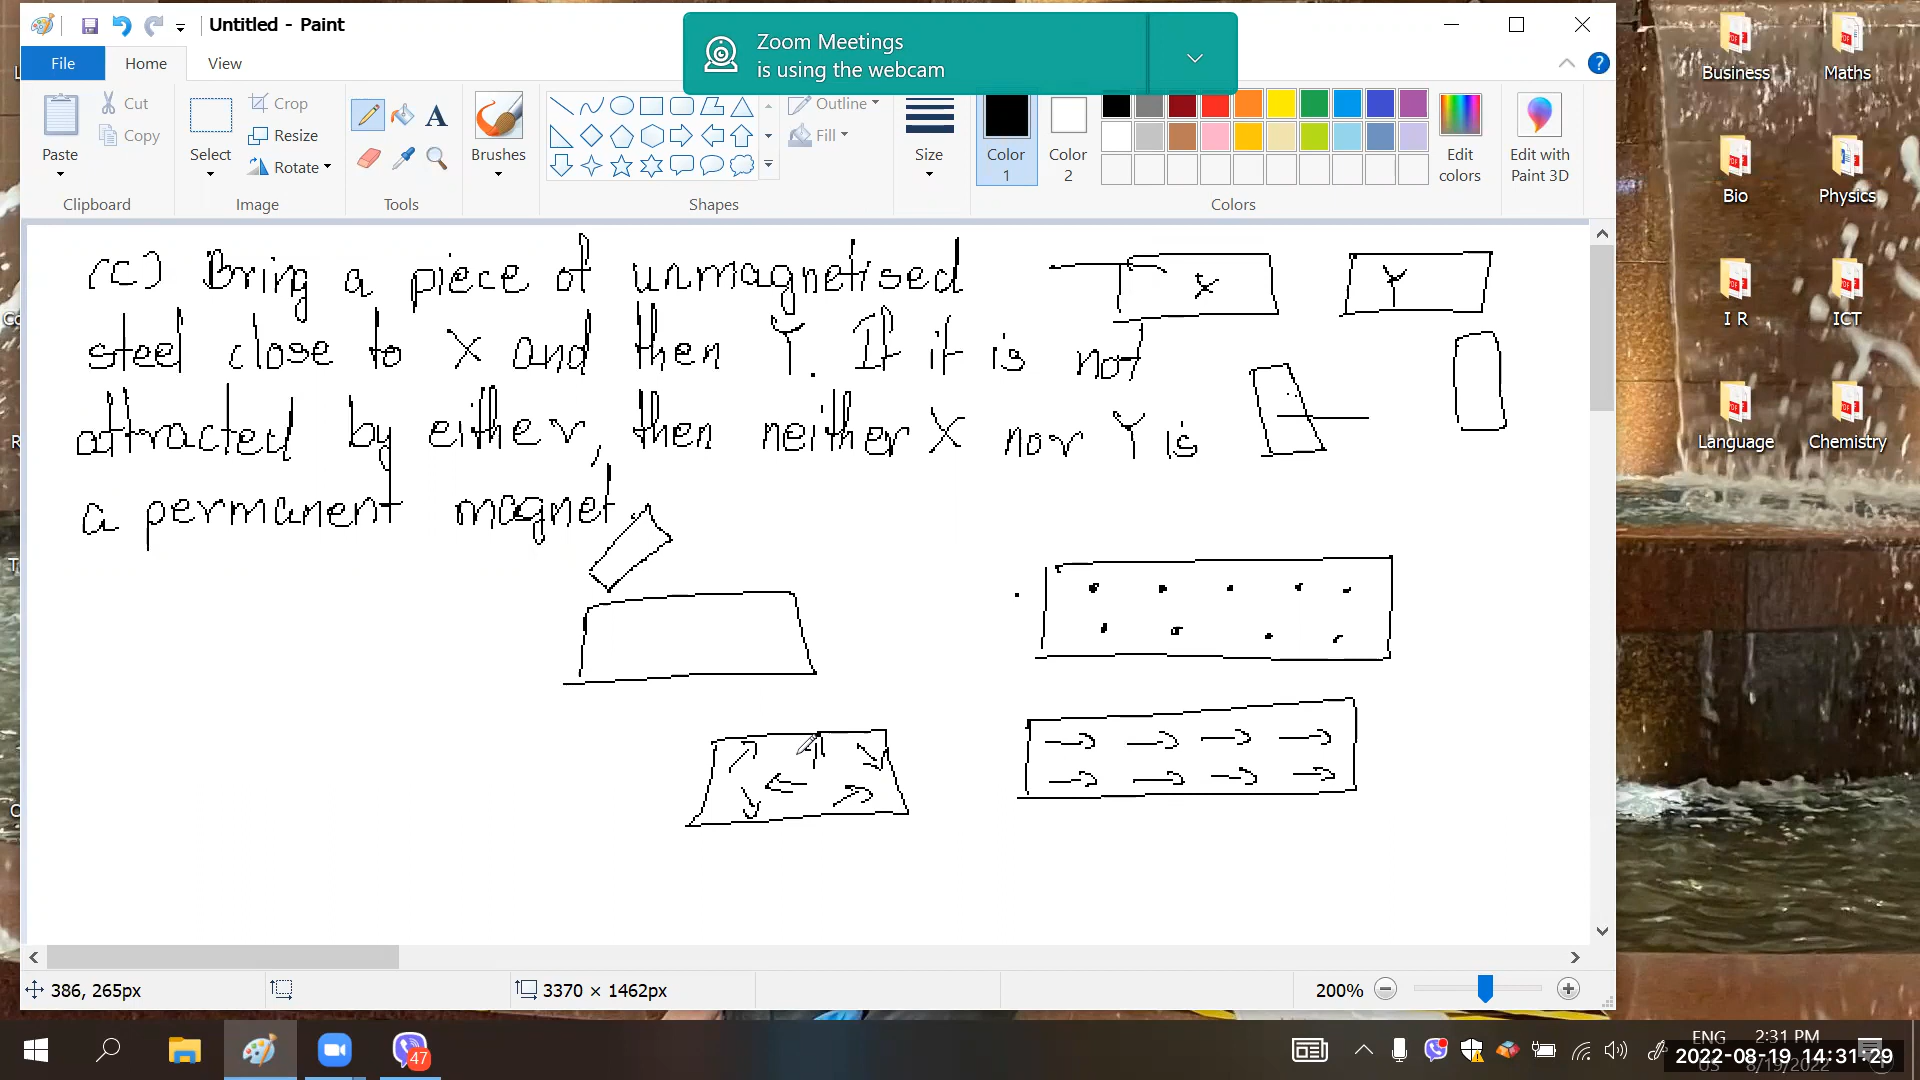 Untitled - Paint
Zoom Meetings
is using the webcam
File
Home
View
Paste
Cut
Copy
Clipboard
Select
Crop
Resize
Rotate
Image
A
Tools
Brushes
Shapes
Outline
Fill
Size
Color
1
Color
2
Edit
colors
Edit with
Paint 3D
Colors
Business
Maths
Bio
Physics
I R
ICT
Language
Chemistry
(c) Bring a piece of unmagnetised
steel close to X and then Y. If it is not
attracted by either, then neither X nor Y is
a permanent magnet.
X
Y
386, 265px
3370 × 1462px
200%
47
ENG
2:31 PM
2022-08-19 14:31:29